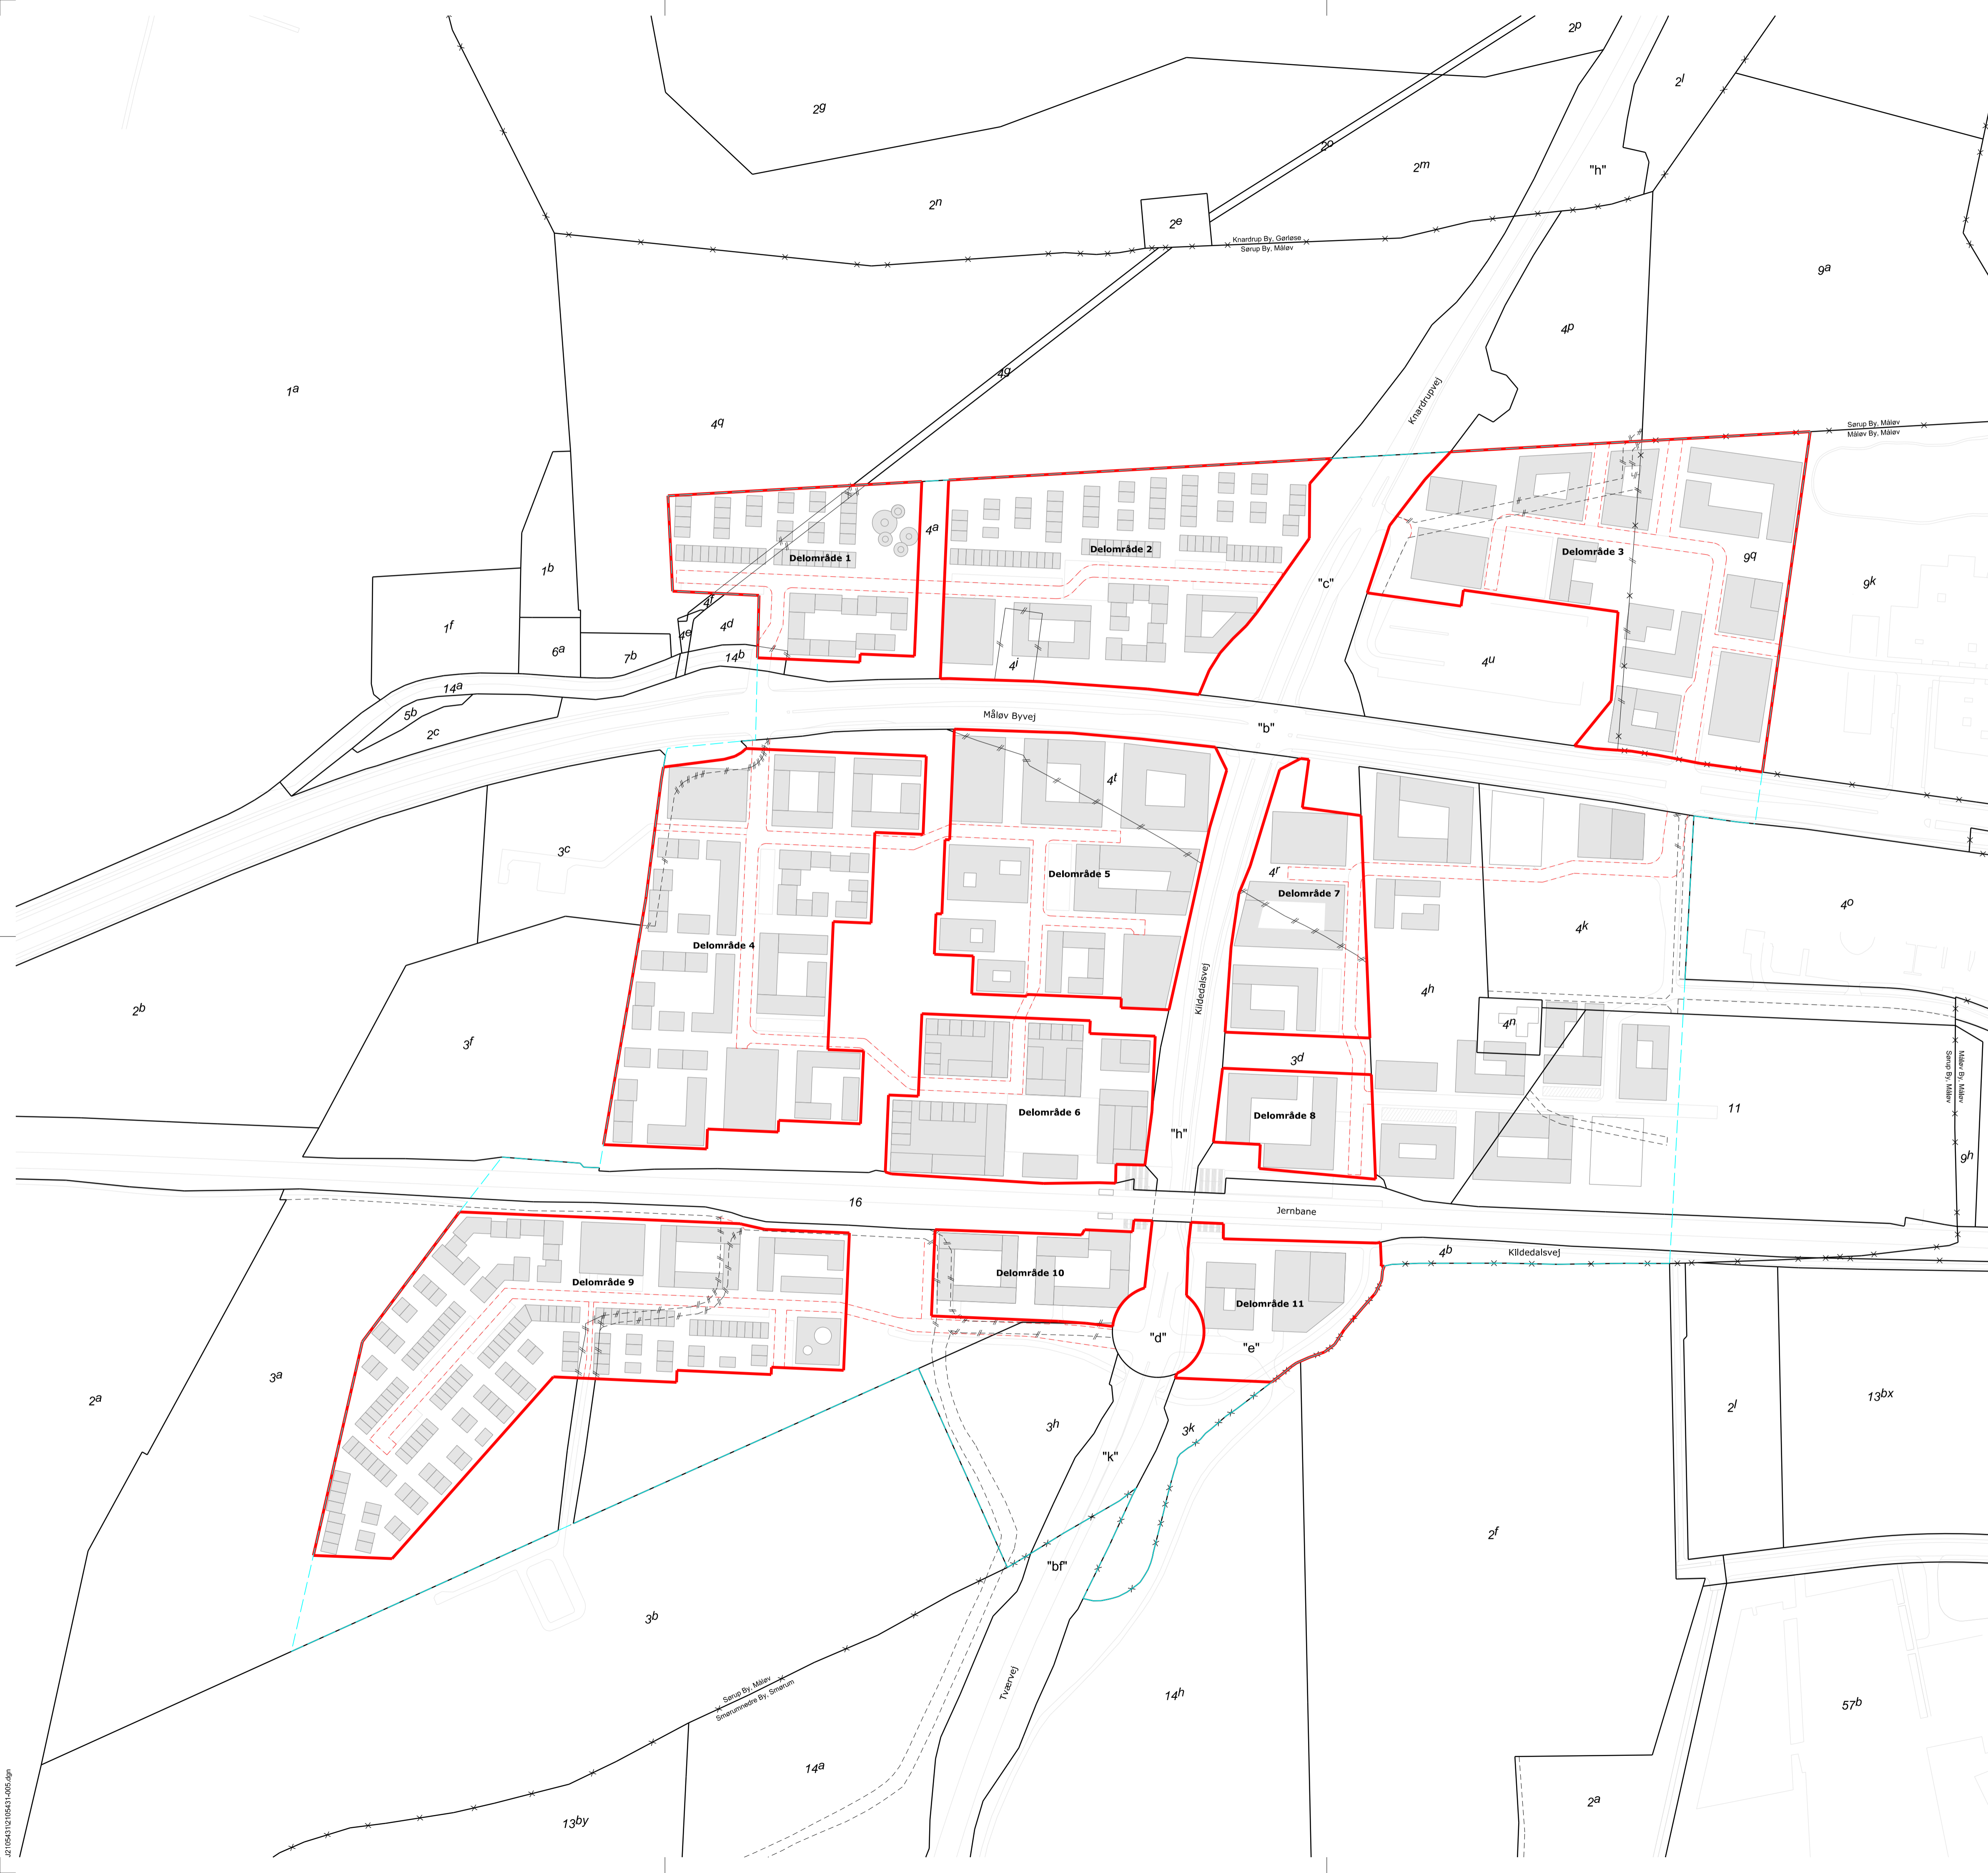 2p
2l
2g
2o
2m
"h"
2n
2e
Knardrup By, Gørløse
Sørup By, Måløv
9a
4p
4g
1a
Knardrupvej
4q
Sørup By, Måløv
Måløv By, Måløv
4a
Delområde 1
Delområde 2
Delområde 3
9q
1b
"c"
9k
4f
1f
4e
4d
6a
7b
14b
4i
4u
14a
5b
Måløv Byvej
"b"
2c
4t
3c
Delområde 5
4r
Delområde 7
4o
4k
Delområde 4
Kildedalsvej
4h
2b
4n
3f
3d
Måløv By, Måløv
Sørup By, Måløv
Delområde 6
Delområde 8
11
"h"
9h
16
Jernbane
4b
Kildedalsvej
Delområde 9
Delområde 10
Delområde 11
"d"
"e"
3a
2a
13bx
2l
3h
3k
"k"
2f
"bf"
3b
Sørup By, Måløv
Smørumnedre By, Smørum
Tværvej
14h
57b
14a
2a
13by
J2105431\2105431-005.dgn